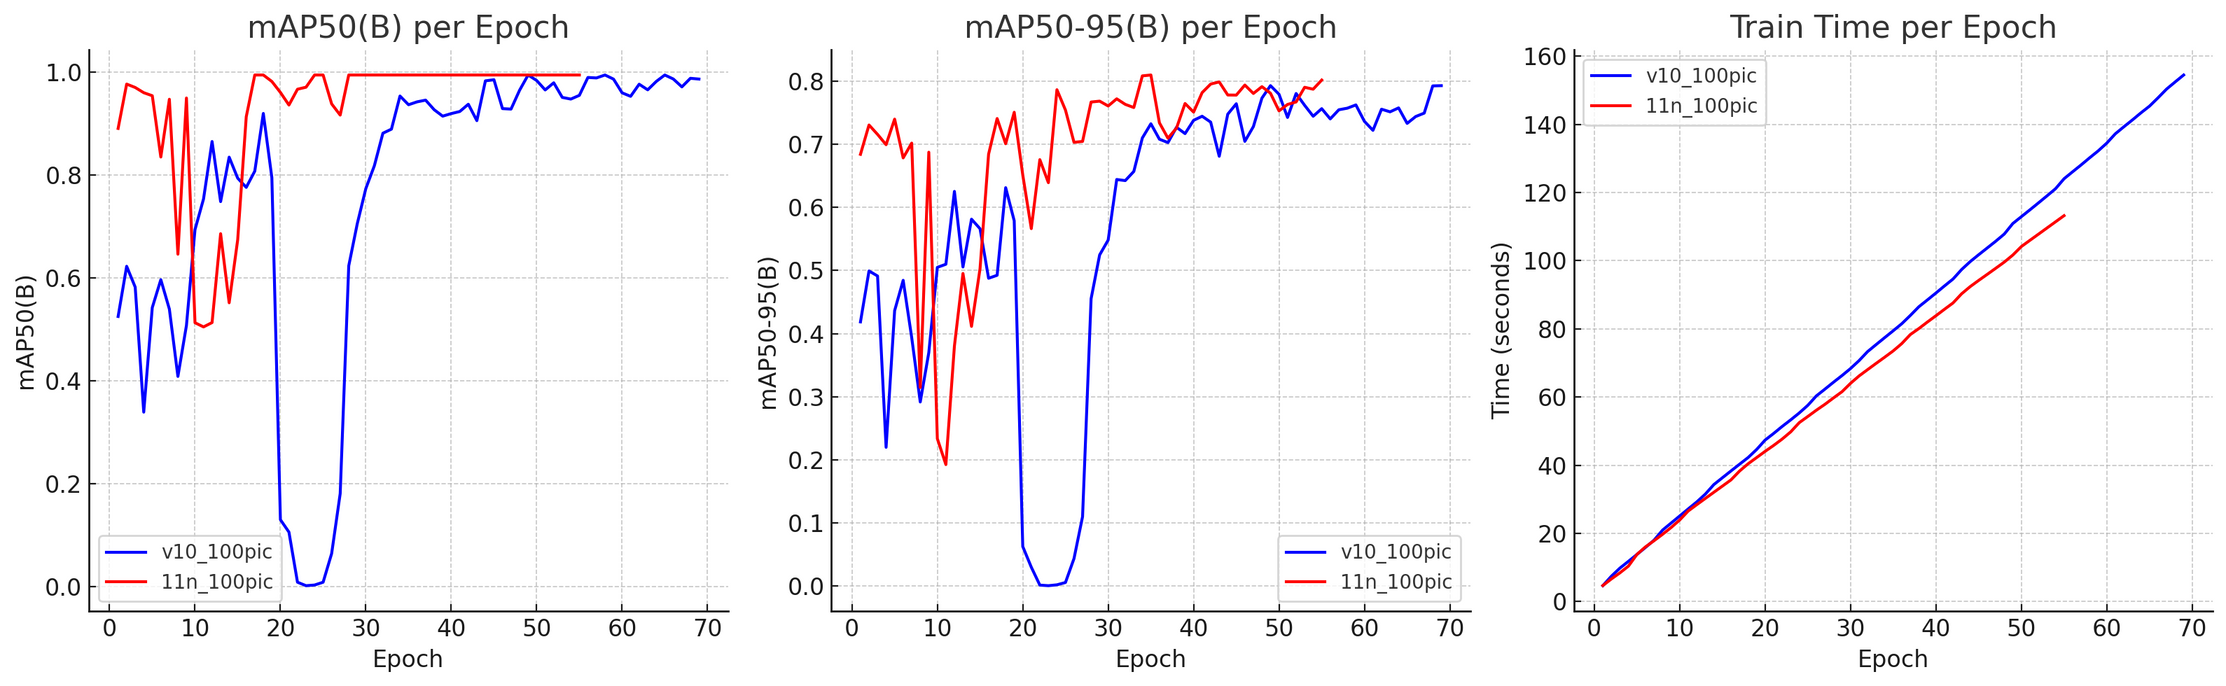 mAP50(B) per Epoch
mAP50(B)
1.0
0.8
0.6
0.4
0.2
0.0
v10_100pic
11n_100pic
0 10 20 30 40 50 60 70
Epoch
mAP50-95(B) per Epoch
mAP50-95(B)
0.8
0.7
0.6
0.5
0.4
0.3
0.2
0.1
0.0
v10_100pic
11n_100pic
0 10 20 30 40 50 60 70
Epoch
Train Time per Epoch
Time (seconds)
160
140
120
100
80
60
40
20
0
v10_100pic
11n_100pic
0 10 20 30 40 50 60 70
Epoch